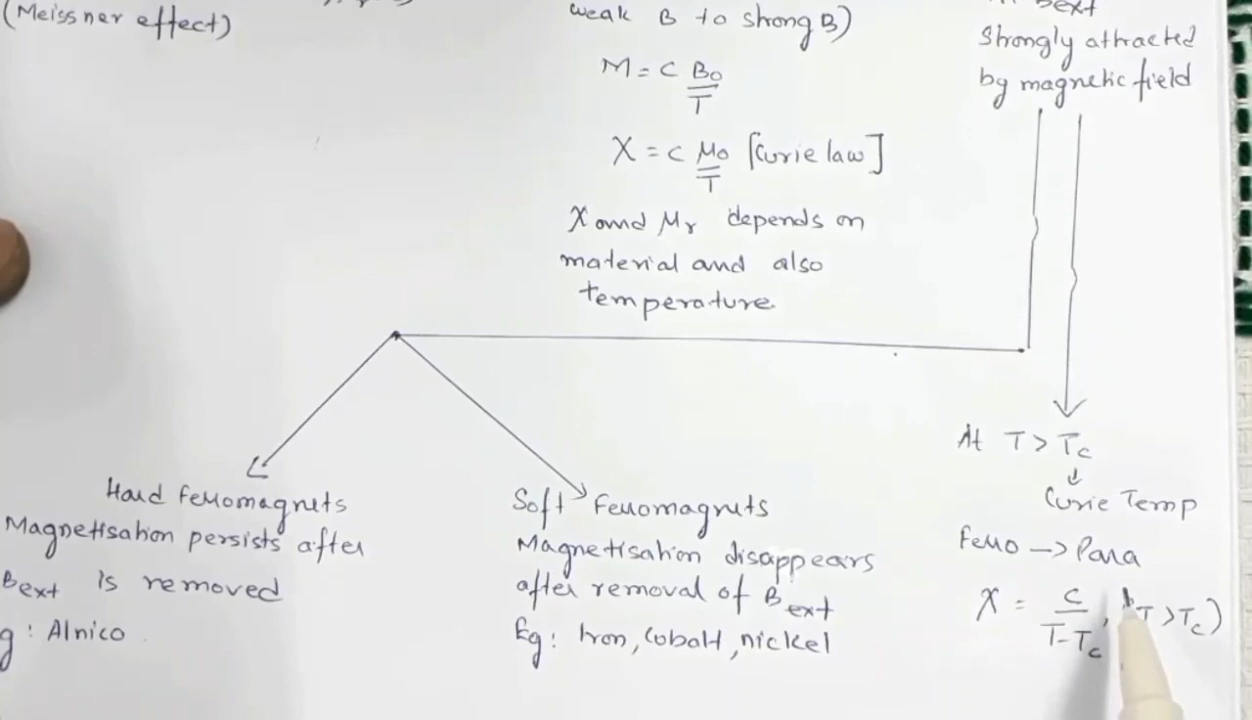 (Meissner effect)
weak B to strong B)
M = C B₀
T
χ = C μ₀ [Curie law]
T
χ and μᵣ depends on
material and also
temperature
Bext
Strongly attracted
by magnetic field
Hard ferromagnets
Magnetisation persists after
Bext is removed
g: Alnico
Soft Ferromagnets
Magnetisation disappears
after removal of Bext
Eg: Iron, Cobalt, nickel
At T > Tc
Curie Temp
Ferro → Para
χ = C , T > Tc)
T - Tc